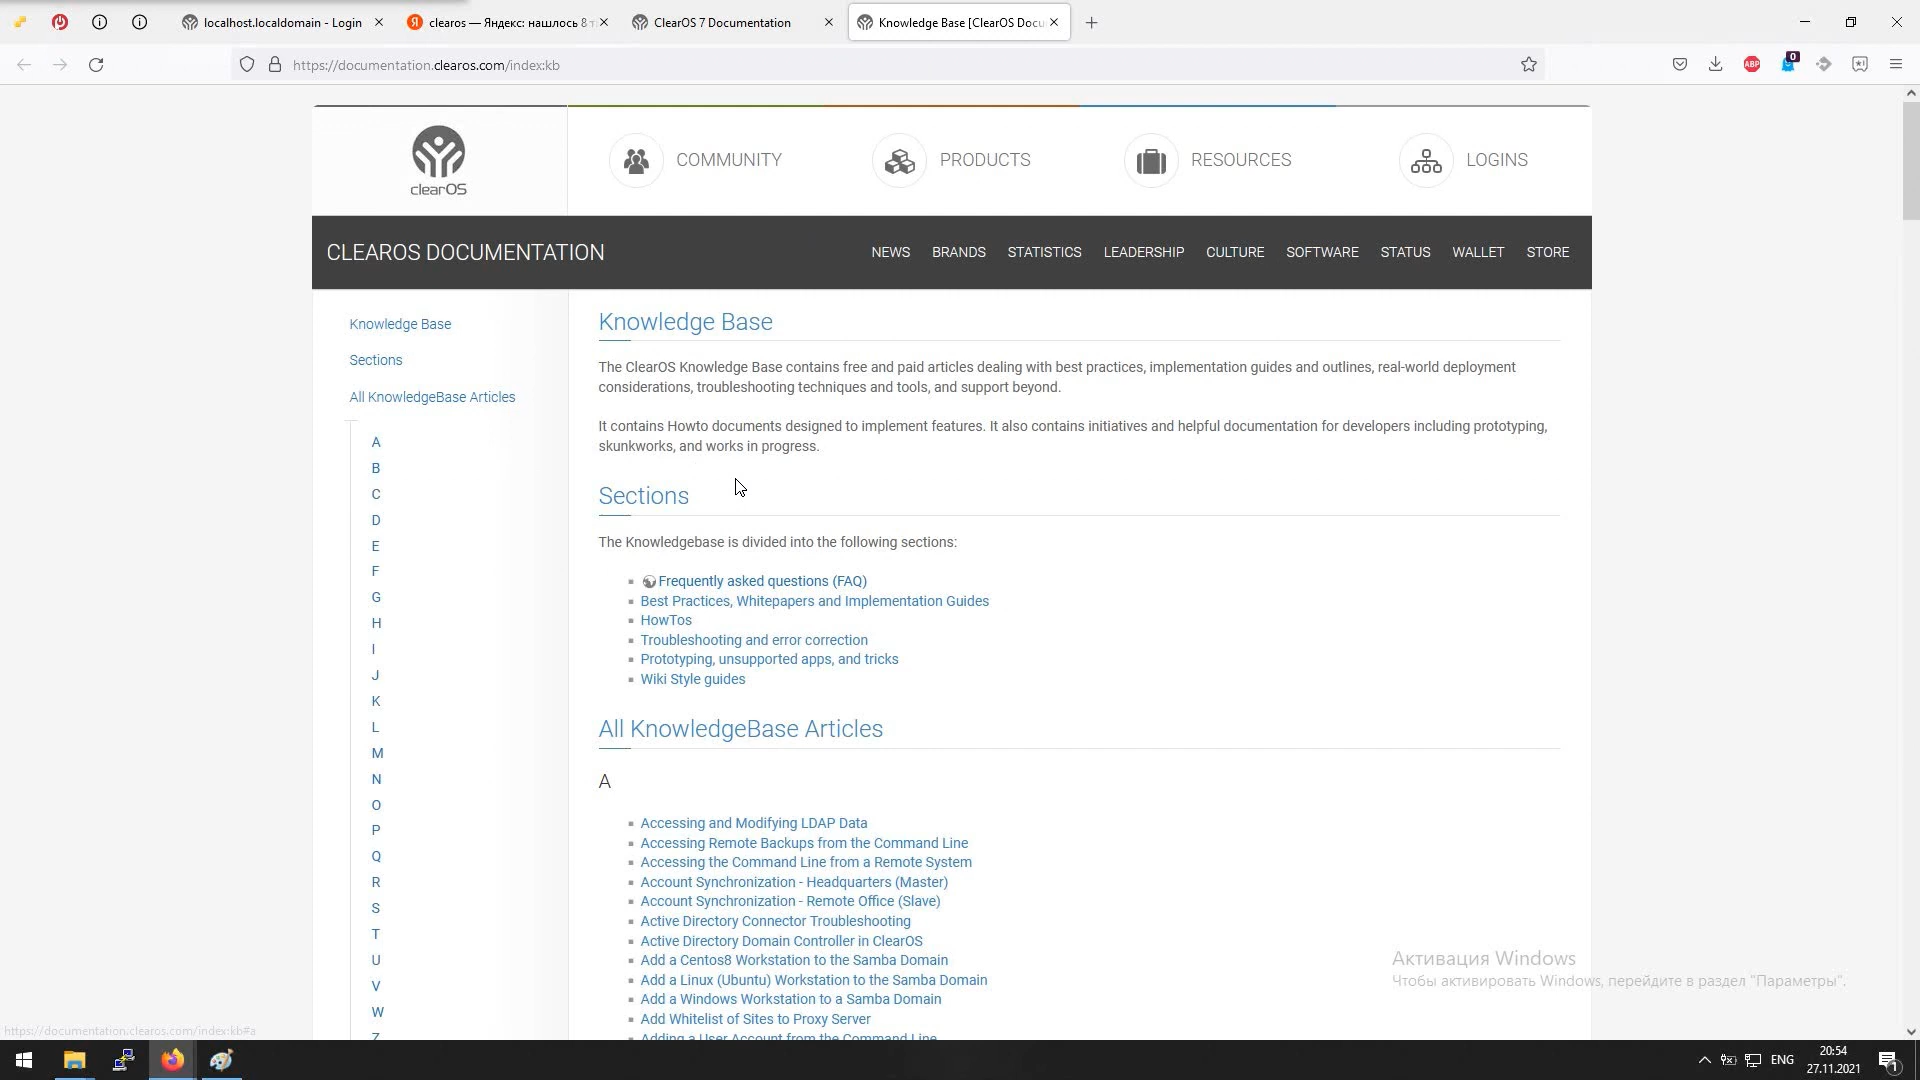 localhost.localdomain - Login
clearos — Яндекс: нашлось 8 т
ClearOS 7 Documentation
Knowledge Base [ClearOS Docu
https://documentation.clearos.com/index:kb
ABP
0
clearOS
COMMUNITY
PRODUCTS
RESOURCES
LOGINS
CLEAROS DOCUMENTATION
NEWS
BRANDS
STATISTICS
LEADERSHIP
CULTURE
SOFTWARE
STATUS
WALLET
STORE
Knowledge Base
Sections
All KnowledgeBase Articles
A
B
C
D
E
F
G
H
I
J
K
L
M
N
O
P
Q
R
S
T
U
V
W
Z
Knowledge Base
The ClearOS Knowledge Base contains free and paid articles dealing with best practices, implementation guides and outlines, real-world deployment
considerations, troubleshooting techniques and tools, and support beyond.
It contains Howto documents designed to implement features. It also contains initiatives and helpful documentation for developers including prototyping,
skunkworks, and works in progress.
Sections
The Knowledgebase is divided into the following sections:
Frequently asked questions (FAQ)
Best Practices, Whitepapers and Implementation Guides
HowTos
Troubleshooting and error correction
Prototyping, unsupported apps, and tricks
Wiki Style guides
All KnowledgeBase Articles
A
Accessing and Modifying LDAP Data
Accessing Remote Backups from the Command Line
Accessing the Command Line from a Remote System
Account Synchronization - Headquarters (Master)
Account Synchronization - Remote Office (Slave)
Active Directory Connector Troubleshooting
Active Directory Domain Controller in ClearOS
Add a Centos8 Workstation to the Samba Domain
Add a Linux (Ubuntu) Workstation to the Samba Domain
Add a Windows Workstation to a Samba Domain
Add Whitelist of Sites to Proxy Server
Adding a User Account from the Command Line
Активация Windows
Чтобы активировать Windows, перейдите в раздел "Параметры".
https://documentation.clearos.com/index:kb#a
ENG
20:54
27.11.2021
1